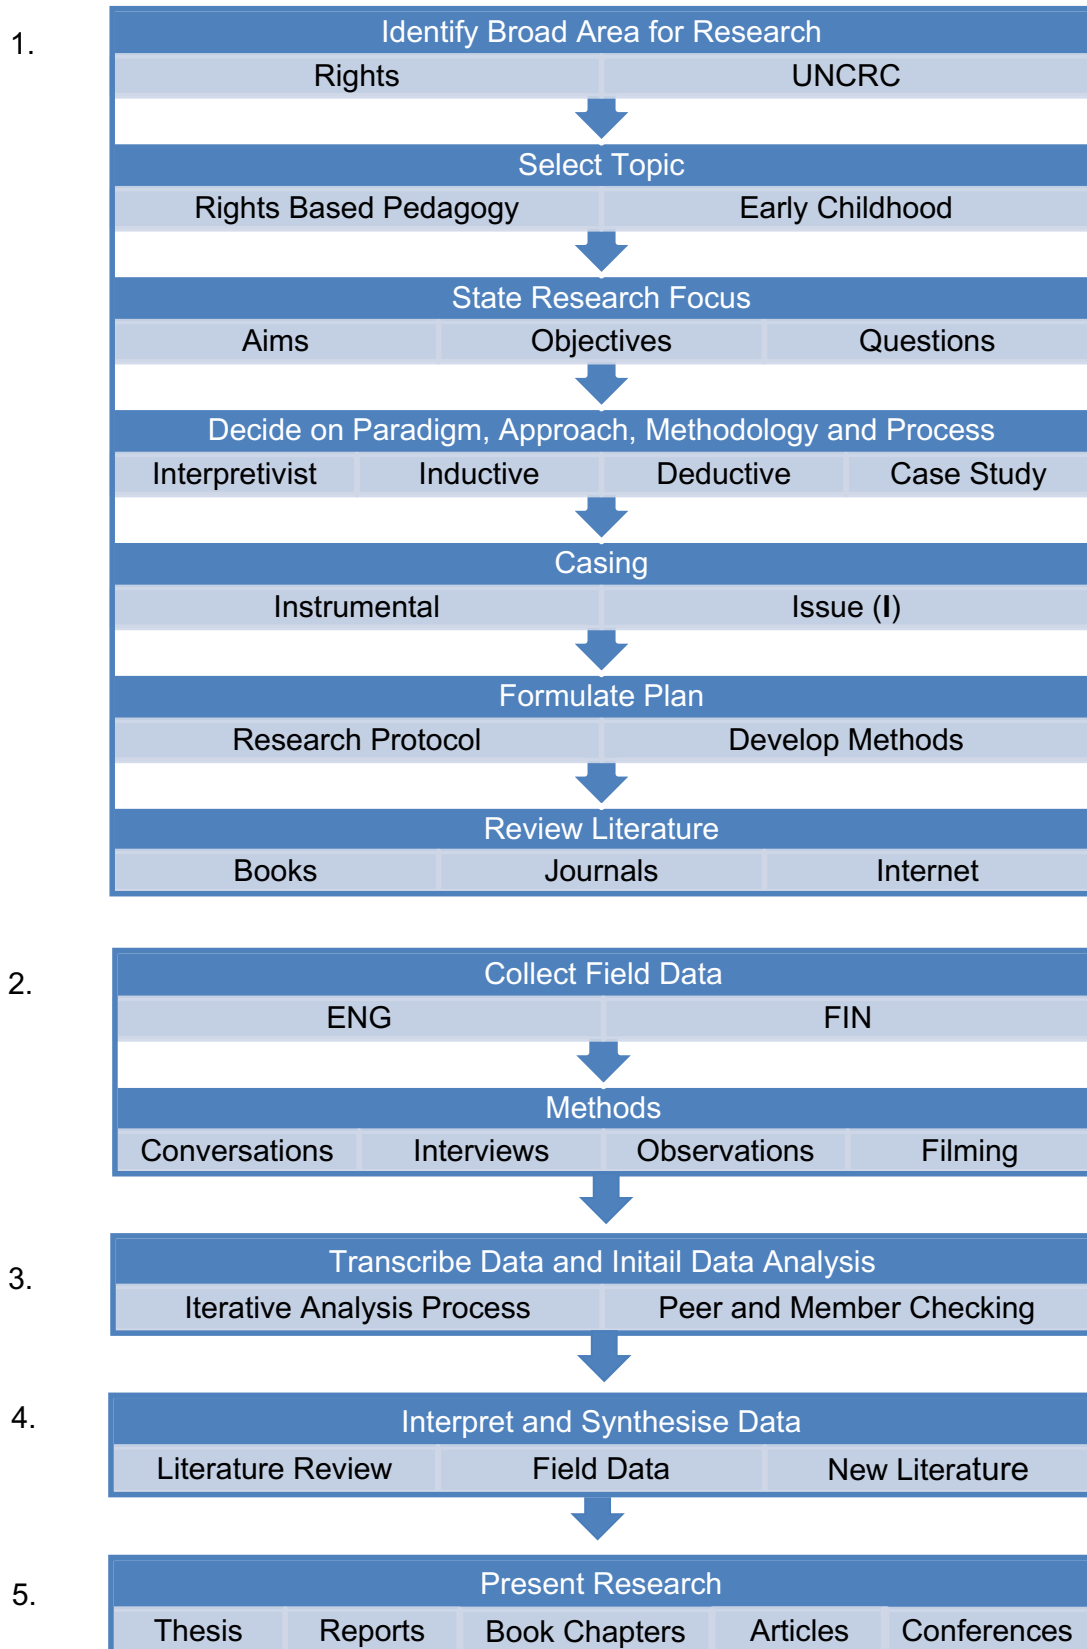 1.
Identify Broad Area for Research
Rights UNCRC
Select Topic
Rights Based Pedagogy Early Childhood
State Research Focus
Aims Objectives Questions
Decide on Paradigm, Approach, Methodology and Process
Interpretivist Inductive Deductive Case Study
Casing
Instrumental Issue (I)
Formulate Plan
Research Protocol Develop Methods
Review Literature
Books Journals Internet
2.
Collect Field Data
ENG FIN
Methods
Conversations Interviews Observations Filming
3.
Transcribe Data and Initail Data Analysis
Iterative Analysis Process Peer and Member Checking
4.
Interpret and Synthesise Data
Literature Review Field Data New Literature
5.
Present Research
Thesis Reports Book Chapters Articles Conferences